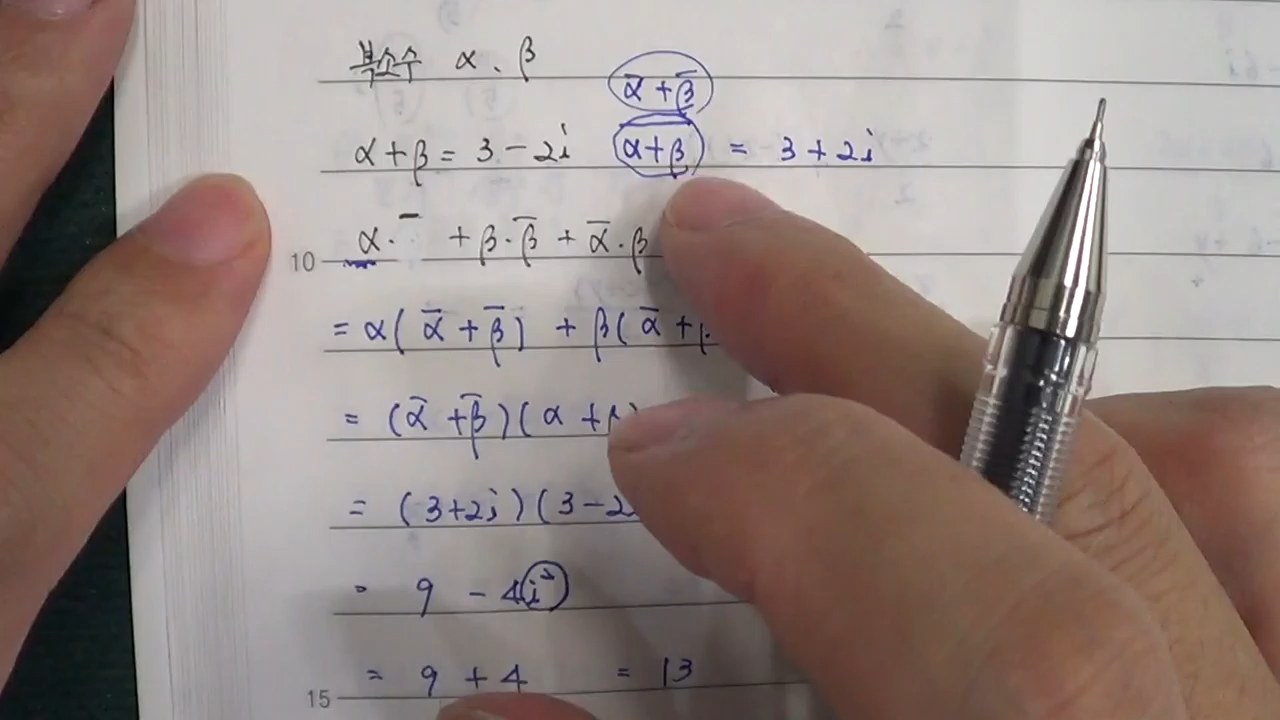 복소수 α、β
ᾱ + β̄
α+β = 3 - 2i (α+β)‾ = 3 + 2i
10 α· ‾ + β·β̄ + ᾱ·β
= α( ᾱ + β̄ ) + β( ᾱ +
= (ᾱ + β̄)( α +
= (3+2i)(3-2
= 9 - 4i²
15 = 9 + 4 = 13